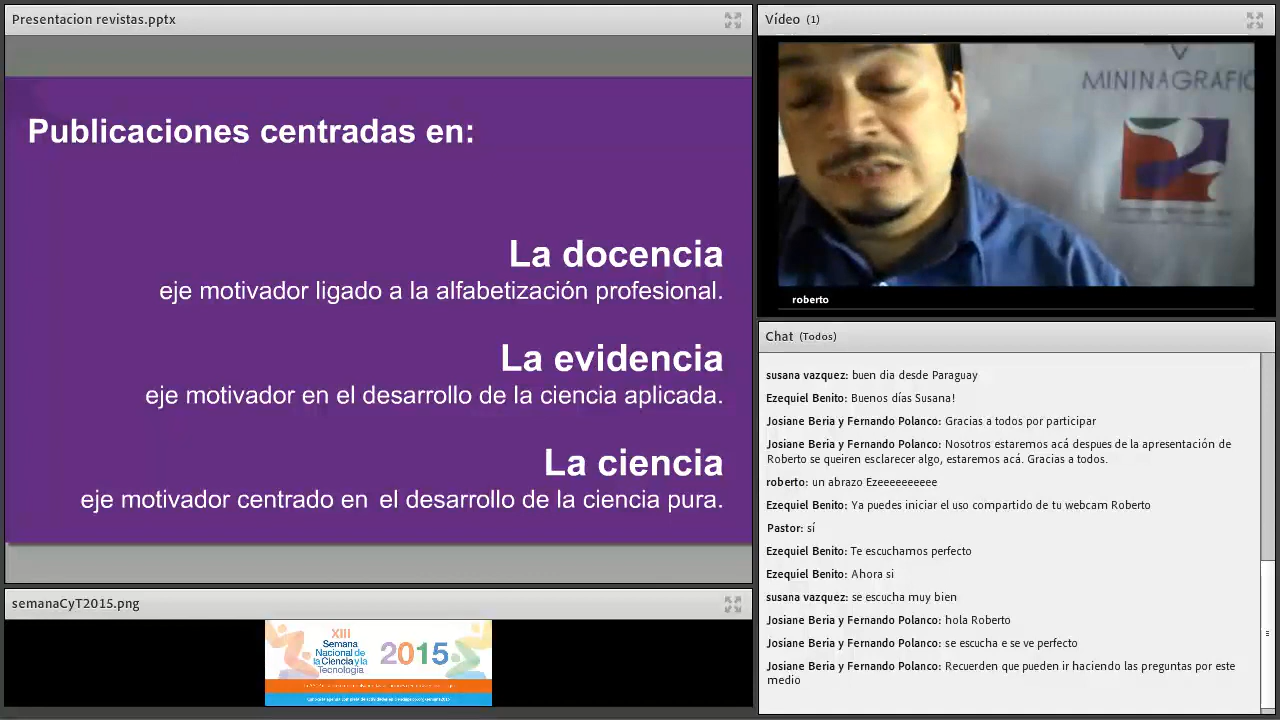 Presentacion revistas.pptx
Publicaciones centradas en:
La docencia
eje motivador ligado a la alfabetización profesional.
La evidencia
eje motivador en el desarrollo de la ciencia aplicada.
La ciencia
eje motivador centrado en el desarrollo de la ciencia pura.
semanaCyT2015.png
XIII
Semana
Nacional de
la Ciencia y la
Tecnología
2015
Vídeo (1)
MININAGRAFIC
roberto
Chat (Todos)
susana vazquez: buen dia desde Paraguay
Ezequiel Benito: Buenos días Susana!
Josiane Beria y Fernando Polanco: Gracias a todos por participar
Josiane Beria y Fernando Polanco: Nosotros estaremos acá despues de la apresentación de
Roberto se queiren esclarecer algo, estaremos acá. Gracias a todos.
roberto: un abrazo Ezeeeeeeeeee
Ezequiel Benito: Ya puedes iniciar el uso compartido de tu webcam Roberto
Pastor: sí
Ezequiel Benito: Te escuchamos perfecto
Ezequiel Benito: Ahora si
susana vazquez: se escucha muy bien
Josiane Beria y Fernando Polanco: hola Roberto
Josiane Beria y Fernando Polanco: se escucha e se ve perfecto
Josiane Beria y Fernando Polanco: Recuerden que pieden ir haciendo las preguntas por este
medio